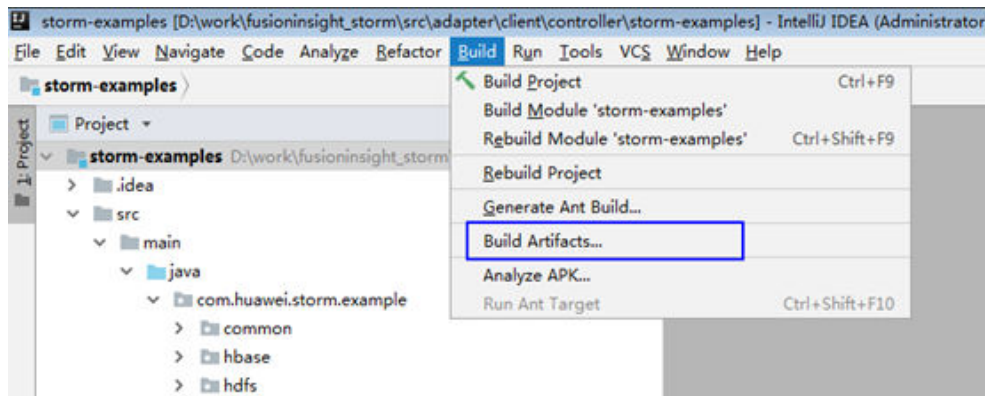 storm-examples [D:\work\fusioninsight_storm\src\adapter\client\controller\storm-examples] - IntelliJ IDEA (Administrator
File Edit View Navigate Code Analyze Refactor Build Run Tools VCS Window Help
storm-examples
Build Project Ctrl+F9
Build Module 'storm-examples'
Rebuild Module 'storm-examples' Ctrl+Shift+F9
Rebuild Project
Generate Ant Build...
Build Artifacts...
Analyze APK...
Run Ant Target Ctrl+Shift+F10
1: Project
Project
storm-examples D:\work\fusioninsight_storm
.idea
src
main
java
com.huawei.storm.example
common
hbase
hdfs